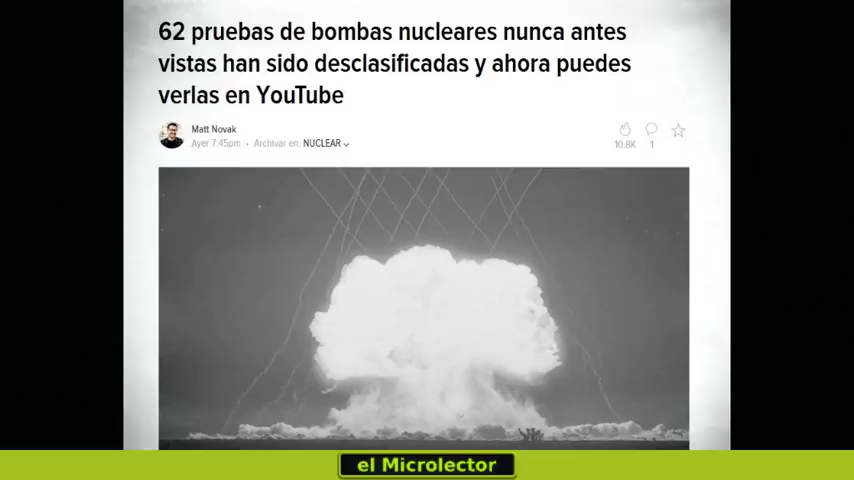 62 pruebas de bombas nucleares nunca antes
vistas han sido desclasificadas y ahora puedes
verlas en YouTube
Matt Novak
Ayer 7:45pm • Archivar en: NUCLEAR
10.8K 1
el Microlector